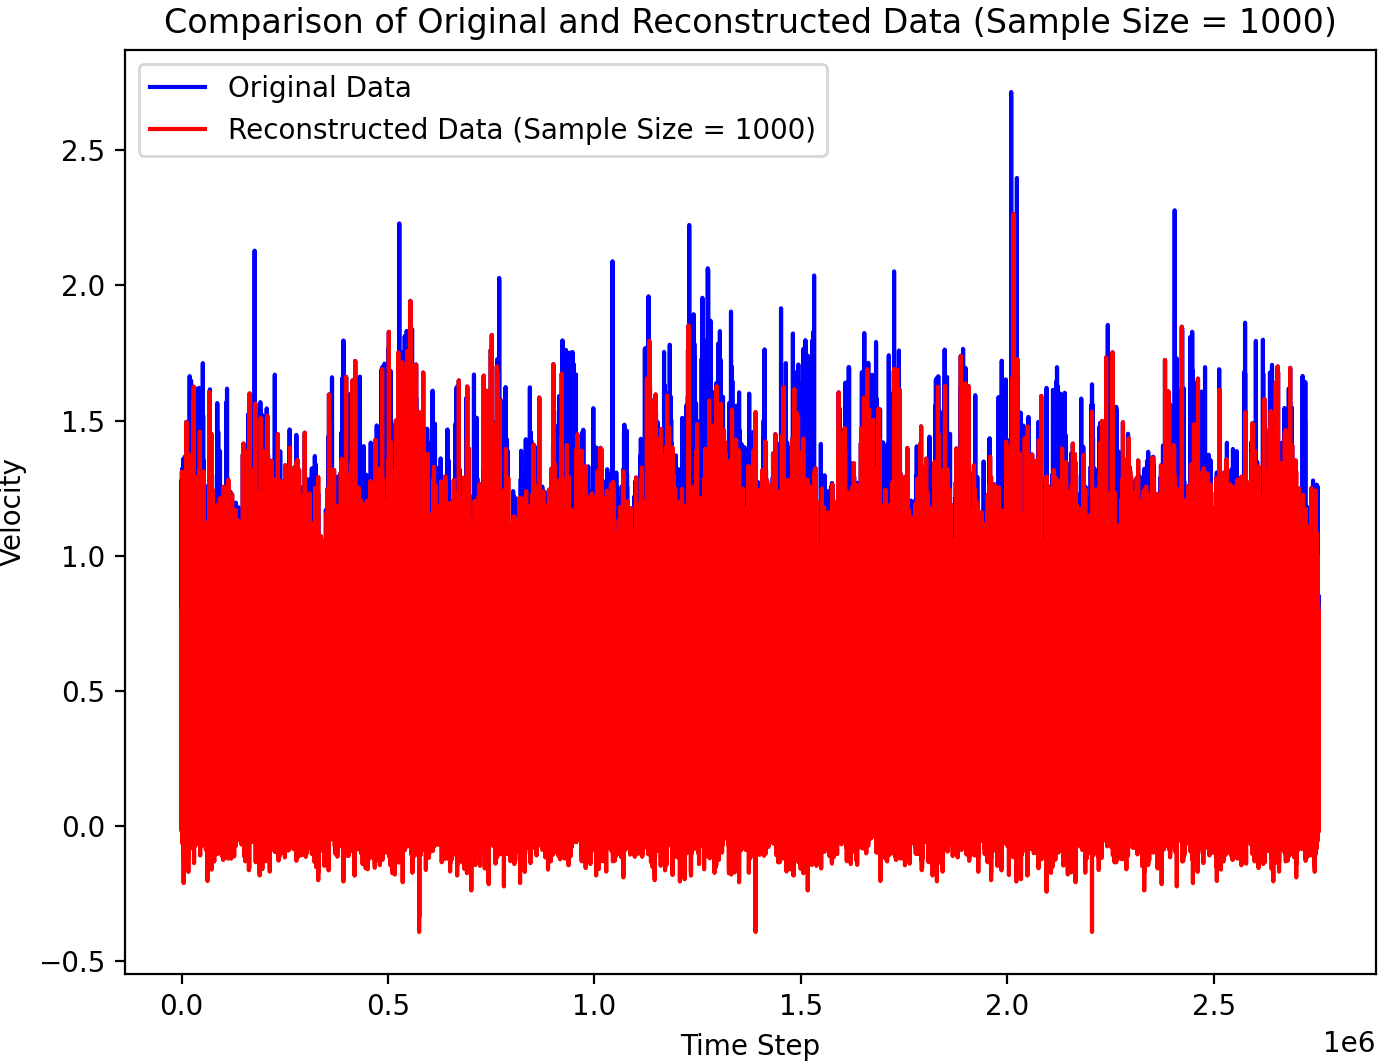 Comparison of Original and Reconstructed Data (Sample Size = 1000)
Original Data
Reconstructed Data (Sample Size = 1000)
2.5
2.0
1.5
1.0
0.5
0.0
−0.5
Velocity
0.0 0.5 1.0 1.5 2.0 2.5
1e6
Time Step